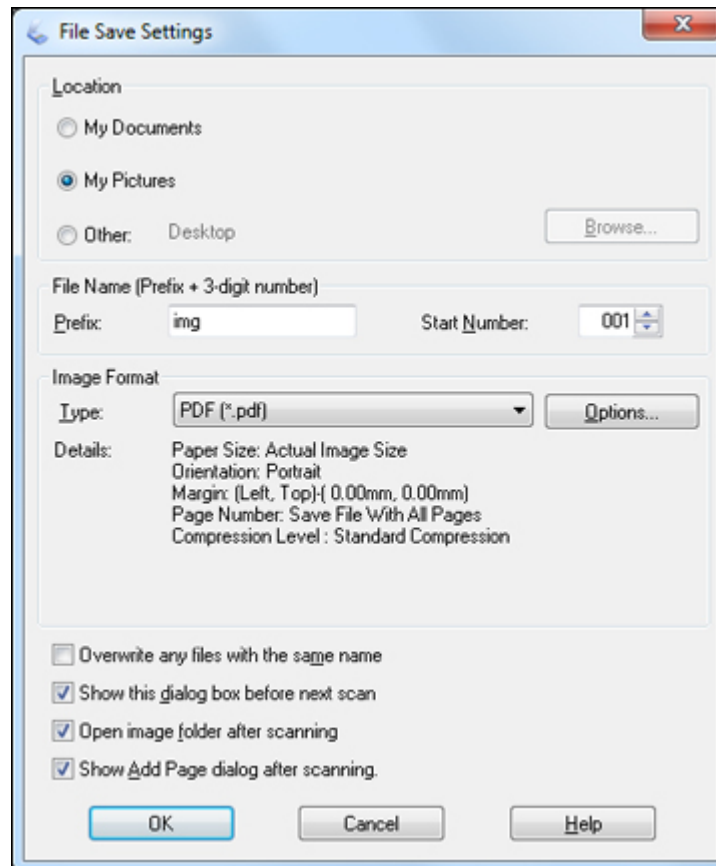 File Save Settings
Location
My Documents
My Pictures
Other: Desktop Browse...
File Name (Prefix + 3-digit number)
Prefix: img Start Number: 001
Image Format
Type: PDF (*.pdf) Options...
Details: Paper Size: Actual Image Size
Orientation: Portrait
Margin: (Left, Top)-( 0.00mm, 0.00mm)
Page Number: Save File With All Pages
Compression Level : Standard Compression
Overwrite any files with the same name
Show this dialog box before next scan
Open image folder after scanning
Show Add Page dialog after scanning.
OK Cancel Help